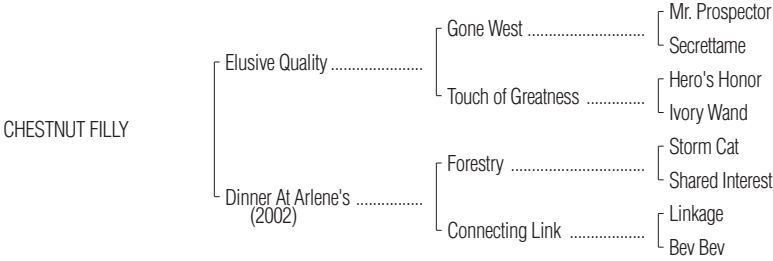 Mr. Prospector
Gone West ..............................
Secrettame
Elusive Quality ........................
Hero's Honor
Touch of Greatness ...............
Ivory Wand
CHESTNUT FILLY
Storm Cat
Forestry ...................................
Shared Interest
Dinner At Arlene's .................
(2002)
Linkage
Connecting Link ....................
Bev Bev